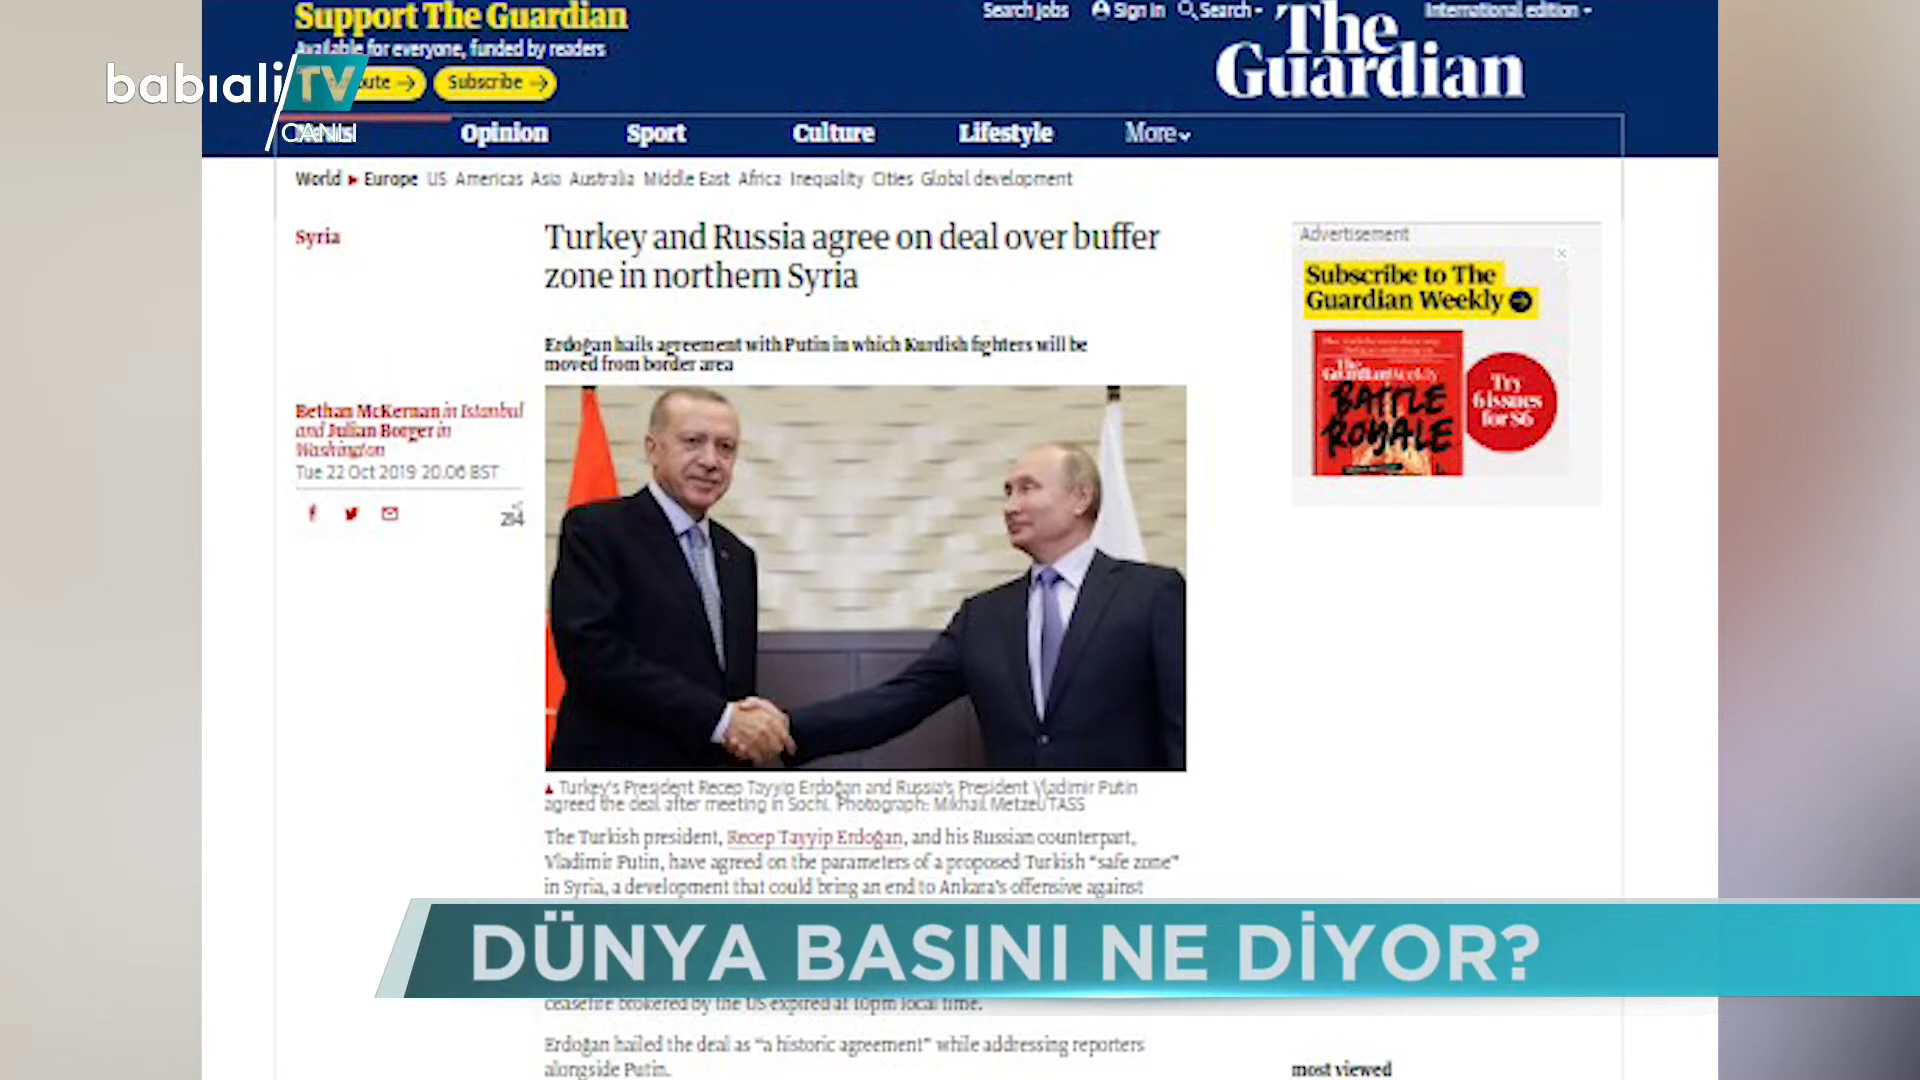 Support The Guardian
Available for everyone, funded by readers
Subscribe →
Search jobs
Sign in
Search
International edition
The
Guardian
babıali TV
CANLI
Opinion
Sport
Culture
Lifestyle
More
World ▸ Europe US Americas Asia Australia Middle East Africa Inequality Cities Global development
Syria
Turkey and Russia agree on deal over buffer
zone in northern Syria
Erdoğan hails agreement with Putin in which Kurdish fighters will be
moved from border area
Bethan McKernan in Istanbul
and Julian Borger in
Washington
Tue 22 Oct 2019 20.06 BST
Advertisement
Subscribe to The
Guardian Weekly
The Guardian Weekly
BATTLE
ROYALE
Try
6 issues
for $6
▲ Turkey's President Recep Tayyip Erdoğan and Russia's President Vladimir Putin
agreed the deal after meeting in Sochi. Photograph: Mikhail Metzel/TASS
The Turkish president, Recep Tayyip Erdoğan, and his Russian counterpart,
Vladimir Putin, have agreed on the parameters of a proposed Turkish “safe zone”
in Syria, a development that could bring an end to Ankara's offensive against
DÜNYA BASINI NE DİYOR?
ceasefire brokered by the US expired at 10pm local time.
Erdoğan hailed the deal as “a historic agreement” while addressing reporters
alongside Putin.
most viewed